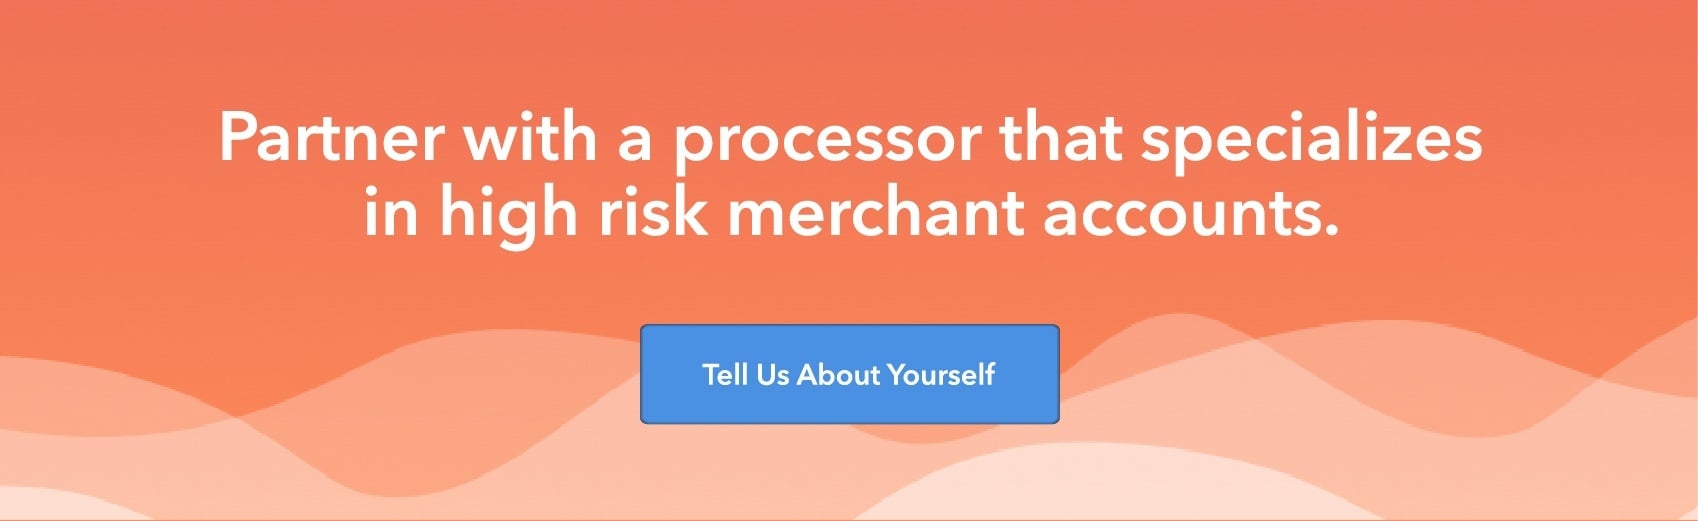 Partner with a processor that specializes
in high risk merchant accounts.
Tell Us About Yourself